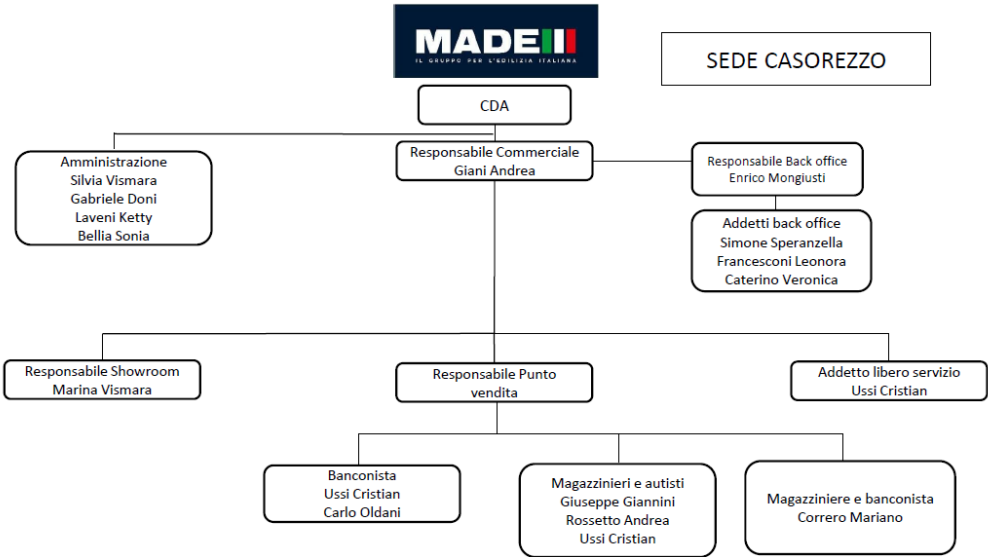 MADE
IL GRUPPO PER L'EDILIZIA ITALIANA
SEDE CASOREZZO
CDA
Amministrazione
Silvia Vismara
Gabriele Doni
Laveni Ketty
Bellia Sonia
Responsabile Commerciale
Giani Andrea
Responsabile Back office
Enrico Mongiusti
Addetti back office
Simone Speranzella
Francesconi Leonora
Caterino Veronica
Responsabile Showroom
Marina Vismara
Responsabile Punto
vendita
Addetto libero servizio
Ussi Cristian
Banconista
Ussi Cristian
Carlo Oldani
Magazzinieri e autisti
Giuseppe Giannini
Rossetto Andrea
Ussi Cristian
Magazziniere e banconista
Correro Mariano